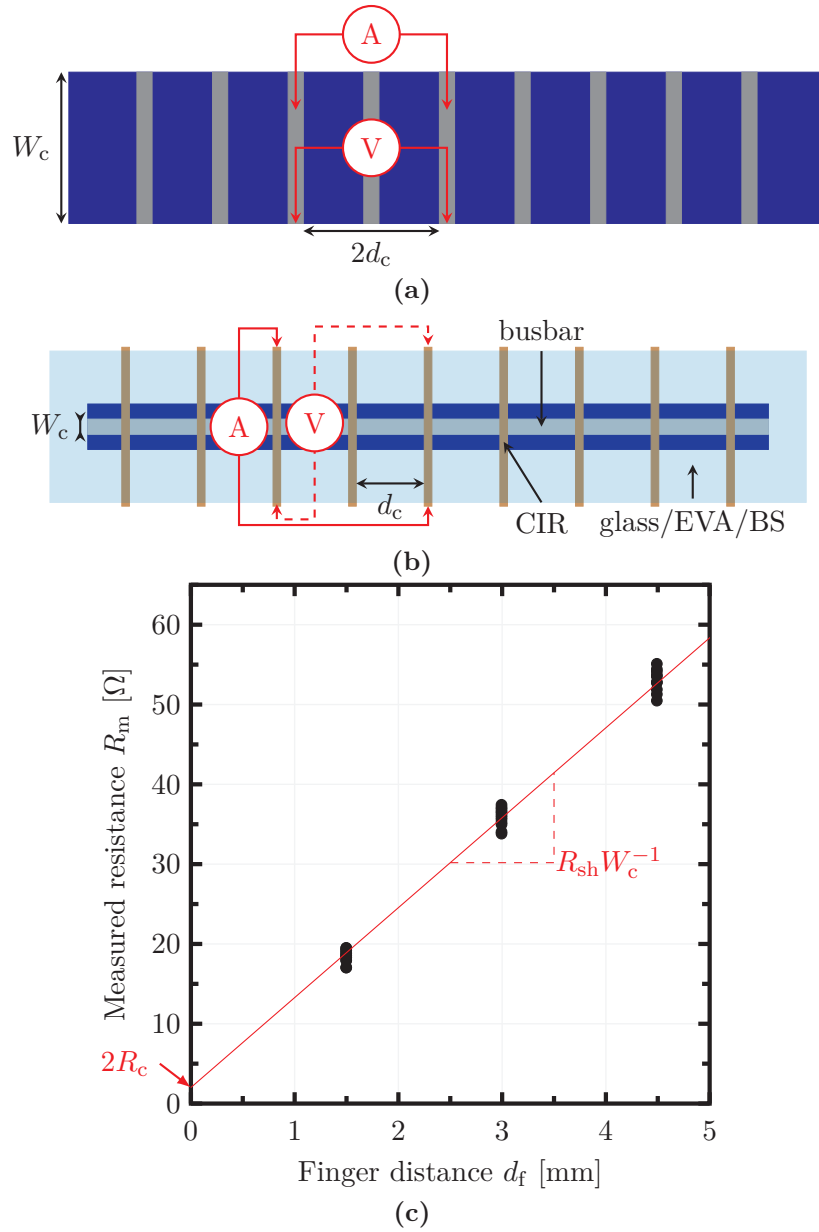 A
W_c
V
2d_c
(a)
busbar
W_c
A
V
d_c
CIR
glass/EVA/BS
(b)
Measured resistance R_m [Ω]
60
50
40
30
20
10
0
R_sh W_c^−1
2R_c
0 1 2 3 4 5
Finger distance d_f [mm]
(c)